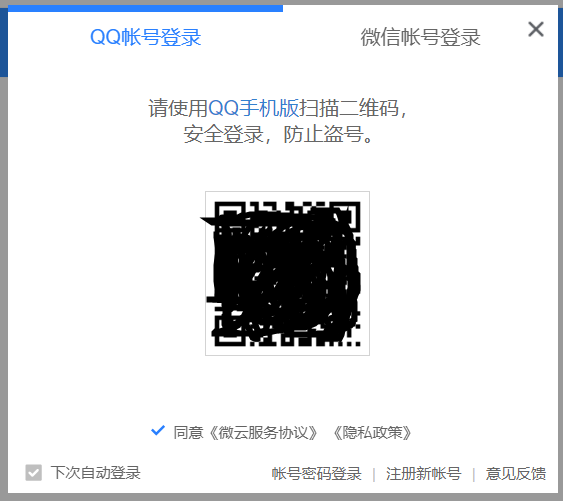 QQ帐号登录
微信帐号登录
请使用QQ手机版扫描二维码，
安全登录，防止盗号。
同意《微云服务协议》 《隐私政策》
下次自动登录
帐号密码登录 | 注册新帐号 | 意见反馈